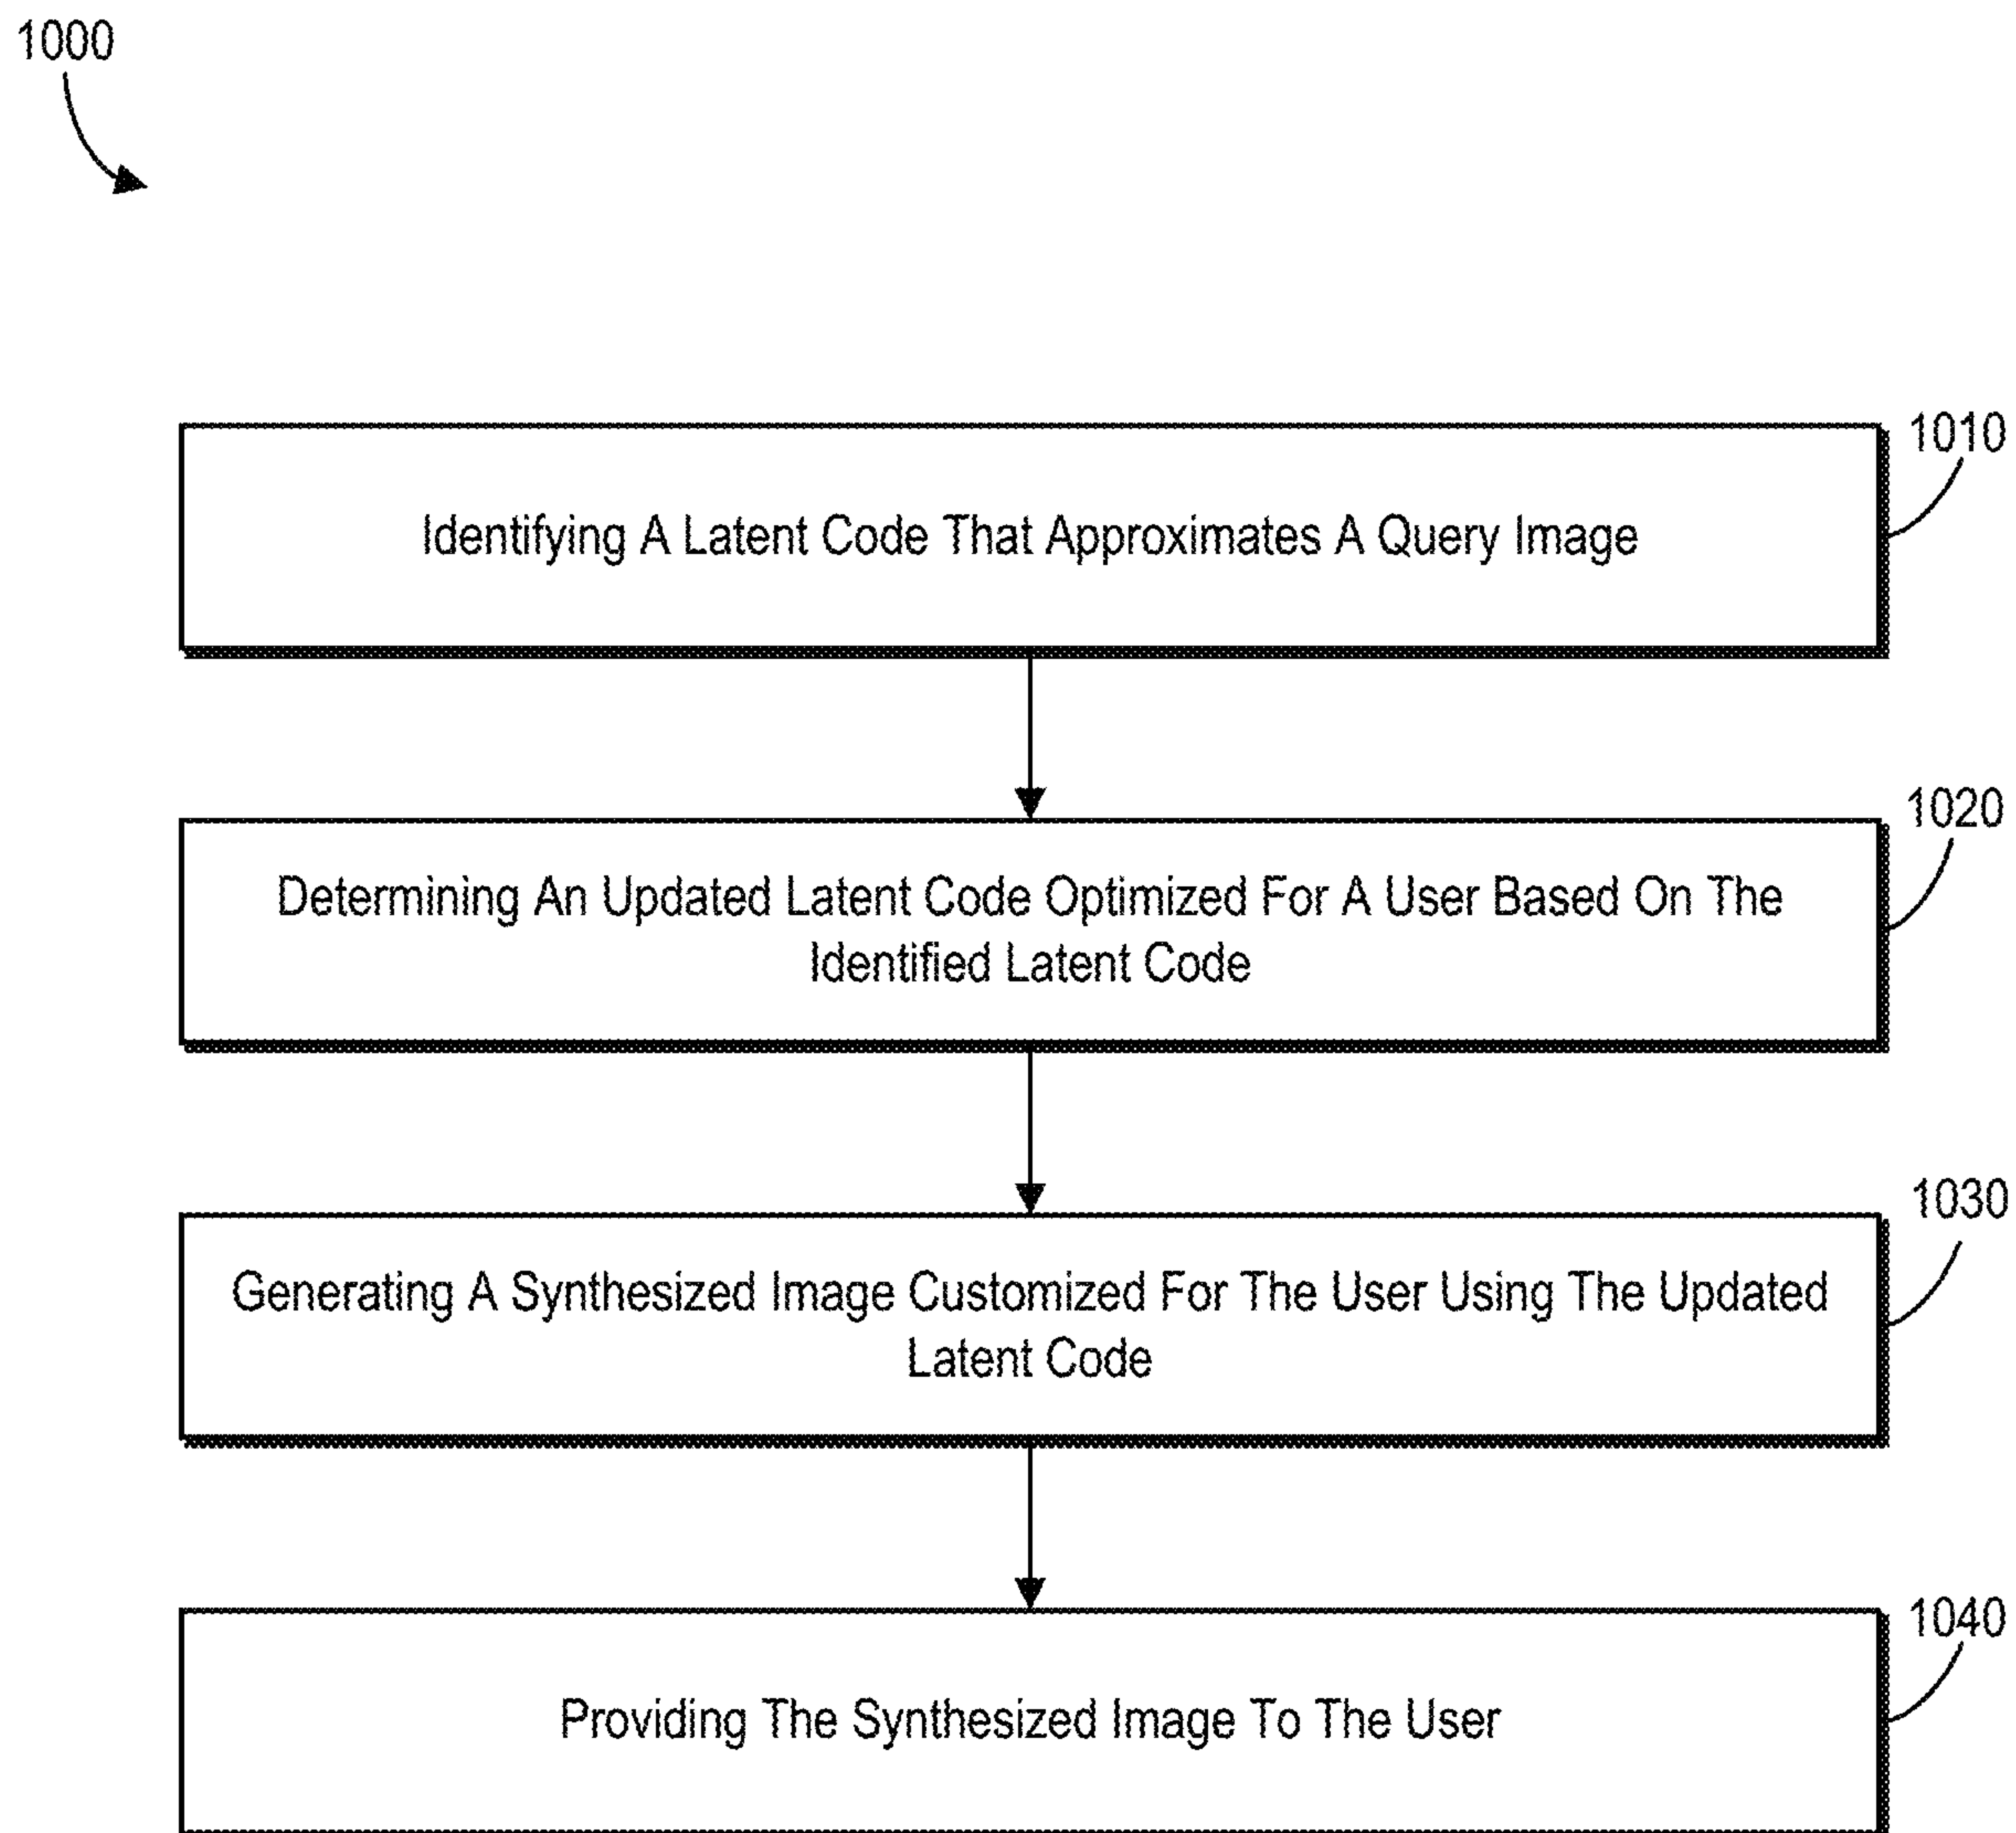 1000
1010
Identifying A Latent Code That Approximates A Query Image
1020
Determining An Updated Latent Code Optimized For A User Based On The
Identified Latent Code
1030
Generating A Synthesized Image Customized For The User Using The Updated
Latent Code
1040
Providing The Synthesized Image To The User